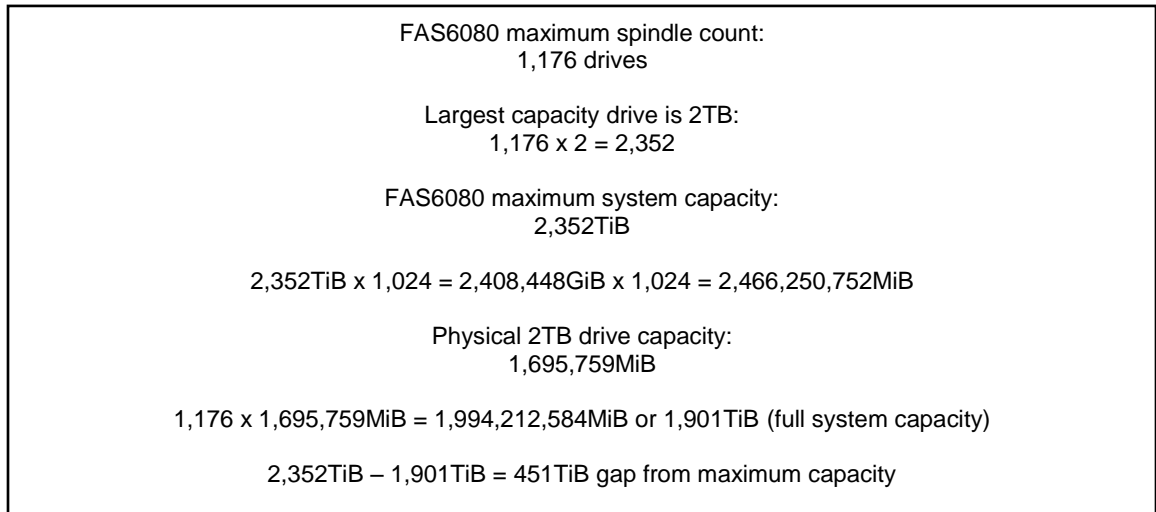 FAS6080 maximum spindle count:
1,176 drives
Largest capacity drive is 2TB:
1,176 x 2 = 2,352
FAS6080 maximum system capacity:
2,352TiB
2,352TiB x 1,024 = 2,408,448GiB x 1,024 = 2,466,250,752MiB
Physical 2TB drive capacity:
1,695,759MiB
1,176 x 1,695,759MiB = 1,994,212,584MiB or 1,901TiB (full system capacity)
2,352TiB – 1,901TiB = 451TiB gap from maximum capacity